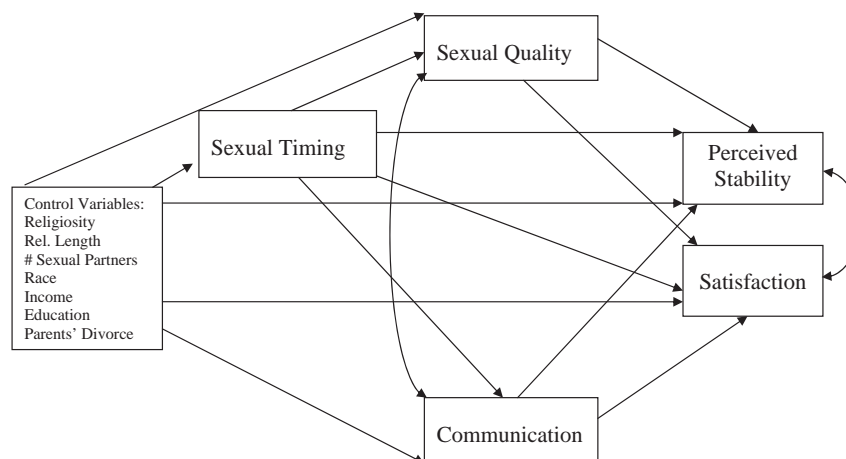 Sexual Quality
Sexual Timing
Perceived
Stability
Control Variables:
Religiosity
Rel. Length
# Sexual Partners
Race
Income
Education
Parents’ Divorce
Satisfaction
Communication